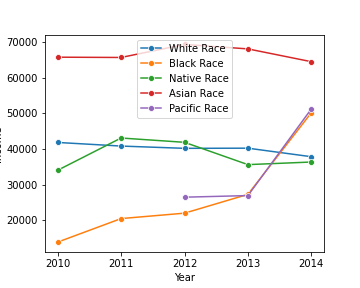 70000
60000
50000
40000
30000
20000
White Race
Black Race
Native Race
Asian Race
Pacific Race
2010 2011 2012 2013 2014
Year